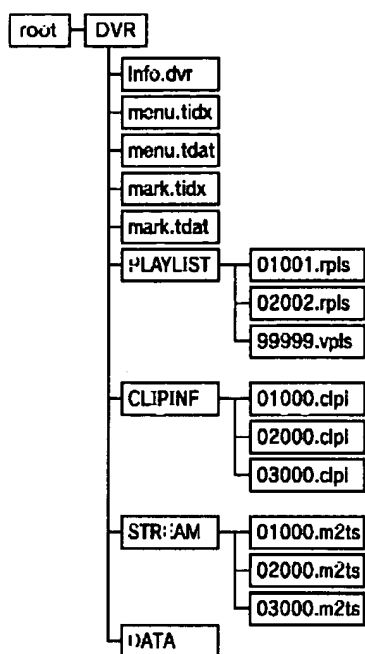 root DVR
Info.dvr
menu.tidx
menu.tdat
mark.tidx
mark.tdat
PLAYLIST 01001.rpls
02002.rpls
99999.vpls
CLIPINF 01000.clpi
02000.clpi
03000.clpi
STREAM 01000.m2ts
02000.m2ts
03000.m2ts
DATA